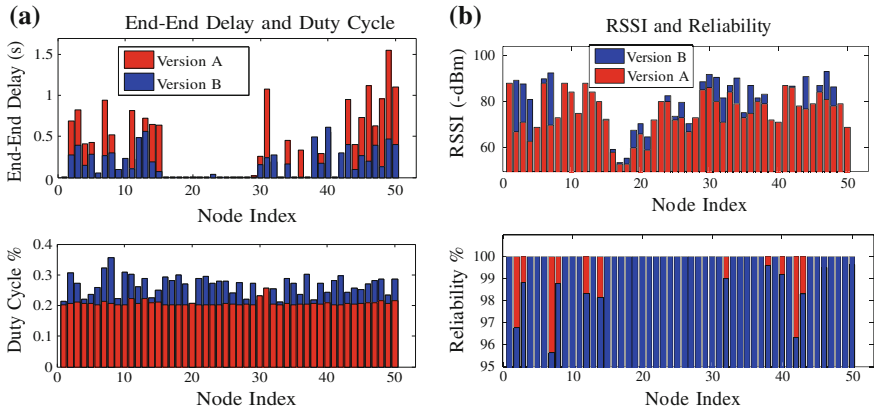 (a)
End-End Delay and Duty Cycle
End-End Delay (s)
1.5
1
0.5
0
Version A
Version B
0 10 20 30 40 50
Node Index
Duty Cycle %
0.4
0.3
0.2
0.1
0
0 10 20 30 40 50
Node Index
(b)
RSSI and Reliability
RSSI (-dBm)
100
80
60
Version B
Version A
0 10 20 30 40 50
Node Index
Reliability %
100
99
98
97
96
95
0 10 20 30 40 50
Node Index